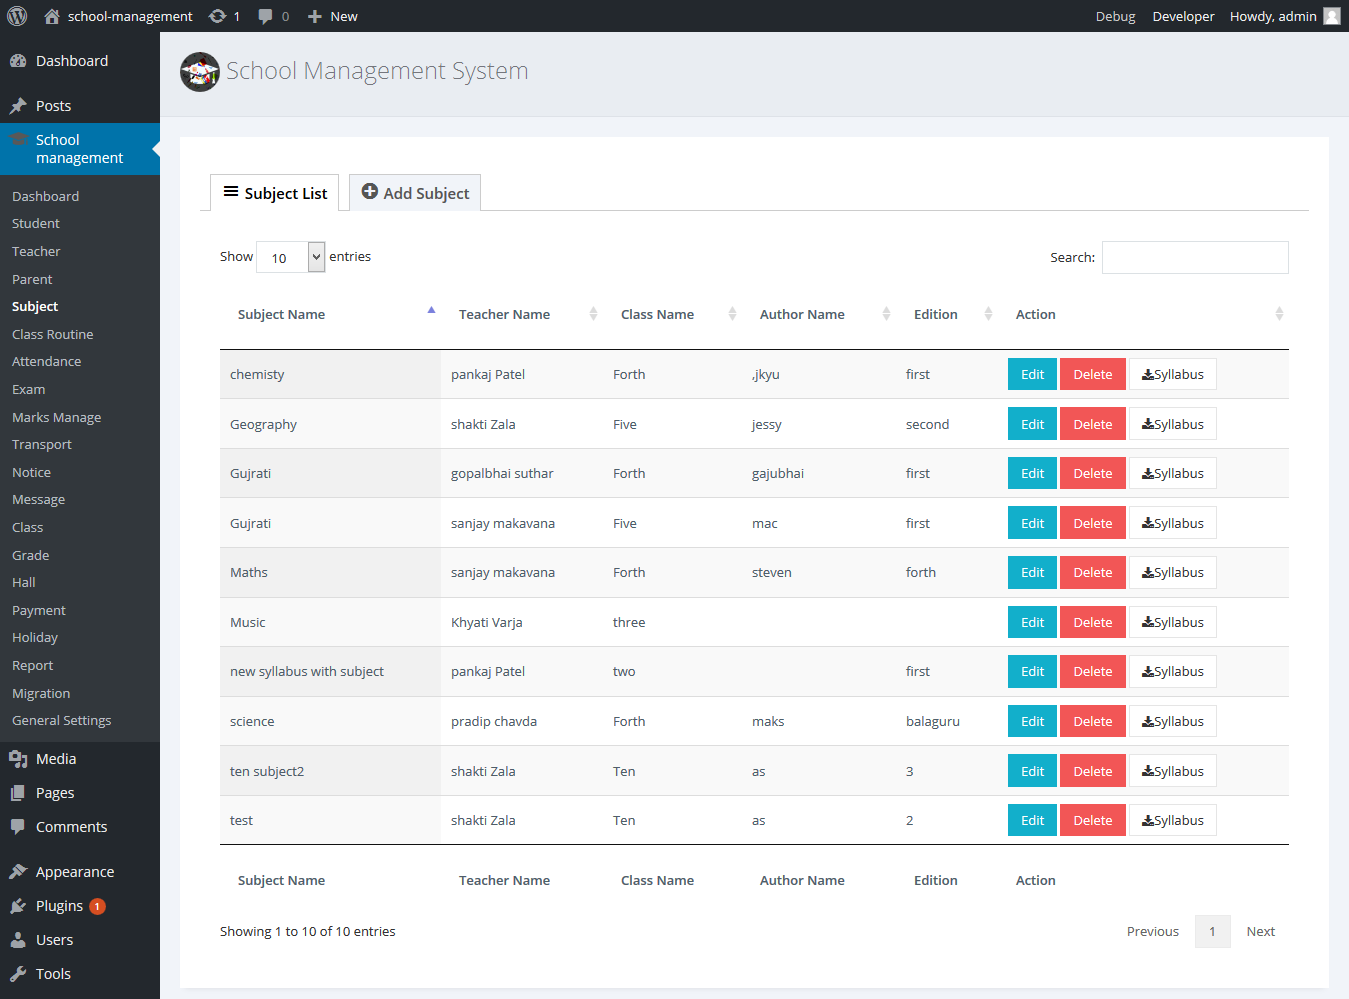 school-management 1 0 New Debug Developer Howdy, admin
Dashboard
Posts
School
management
Dashboard
Student
Teacher
Parent
Subject
Class Routine
Attendance
Exam
Marks Manage
Transport
Notice
Message
Class
Grade
Hall
Payment
Holiday
Report
Migration
General Settings
Media
Pages
Comments
Appearance
Plugins 1
Users
Tools
School Management System
Subject List Add Subject
Show 10 entries Search:
Subject Name Teacher Name Class Name Author Name Edition Action
chemisty pankaj Patel Forth ,jkyu first Edit Delete Syllabus
Geography shakti Zala Five jessy second Edit Delete Syllabus
Gujrati gopalbhai suthar Forth gajubhai first Edit Delete Syllabus
Gujrati sanjay makavana Five mac first Edit Delete Syllabus
Maths sanjay makavana Forth steven forth Edit Delete Syllabus
Music Khyati Varja three Edit Delete Syllabus
new syllabus with subject pankaj Patel two first Edit Delete Syllabus
science pradip chavda Forth maks balaguru Edit Delete Syllabus
ten subject2 shakti Zala Ten as 3 Edit Delete Syllabus
test shakti Zala Ten as 2 Edit Delete Syllabus
Subject Name Teacher Name Class Name Author Name Edition Action
Showing 1 to 10 of 10 entries Previous 1 Next